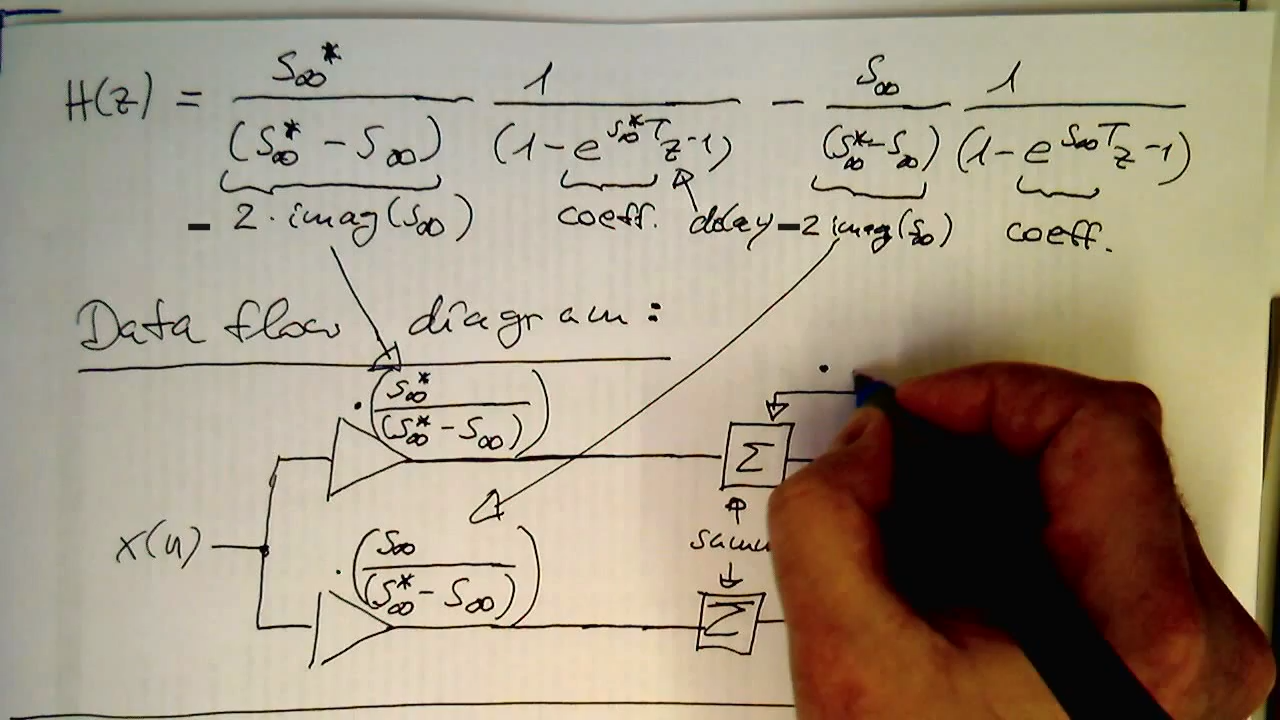 H(z) = S∞* / (S∞* - S∞) 1 / (1 - e^{S∞*T} z^{-1}) - S∞ / (S∞* - S∞) 1 / (1 - e^{S∞T} z^{-1})
- 2 · imag(S∞) coeff. delay - 2 imag(S∞) coeff.
Data flow diagram:
· (S∞* / (S∞* - S∞))
Σ
x(n)
· (S∞ / (S∞* - S∞))
Σ